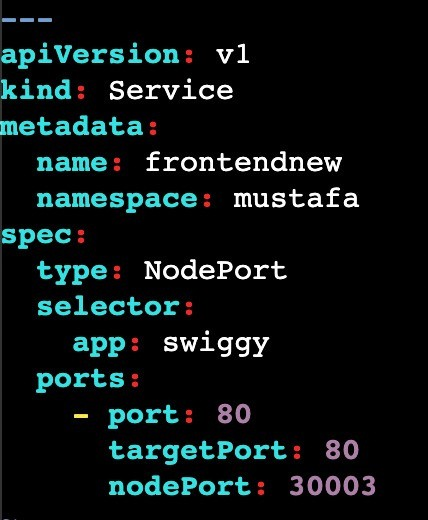 ---
apiVersion: v1
kind: Service
metadata:
  name: frontendnew
  namespace: mustafa
spec:
  type: NodePort
  selector:
    app: swiggy
  ports:
    - port: 80
      targetPort: 80
      nodePort: 30003